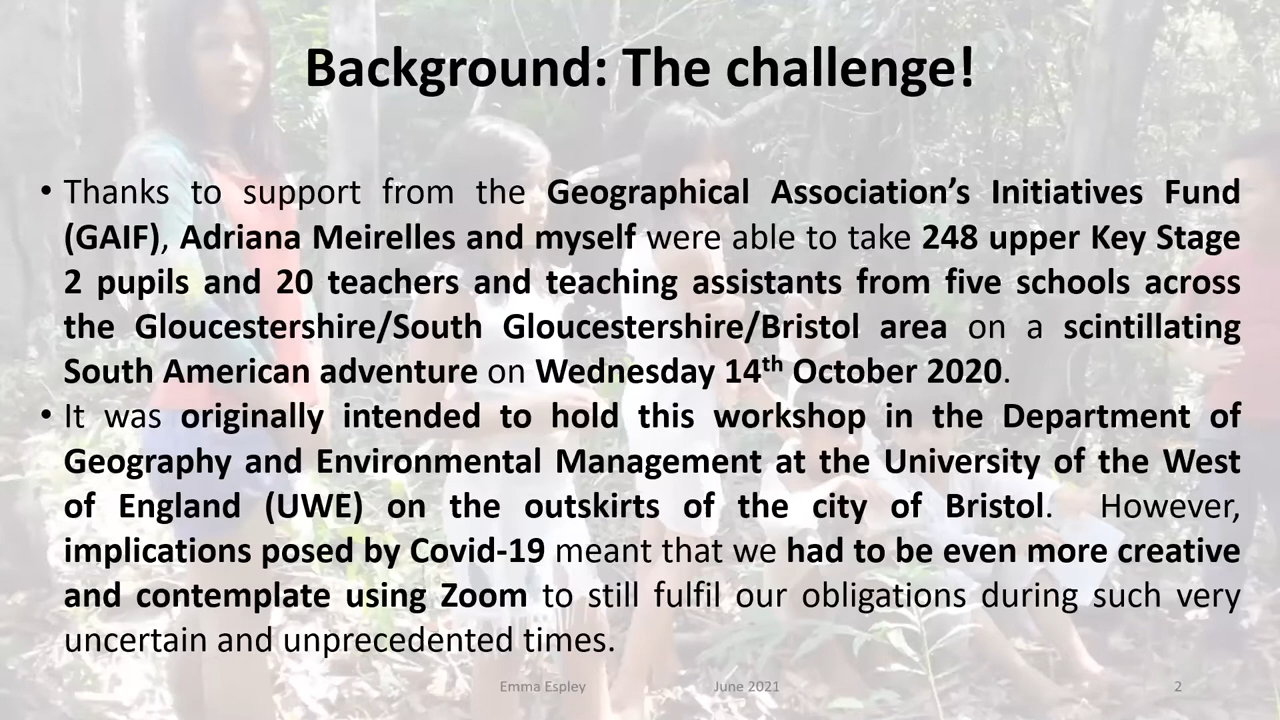 Background: The challenge!
• Thanks to support from the Geographical Association’s Initiatives Fund
(GAIF), Adriana Meirelles and myself were able to take 248 upper Key Stage
2 pupils and 20 teachers and teaching assistants from five schools across
the Gloucestershire/South Gloucestershire/Bristol area on a scintillating
South American adventure on Wednesday 14th October 2020.
• It was originally intended to hold this workshop in the Department of
Geography and Environmental Management at the University of the West
of England (UWE) on the outskirts of the city of Bristol. However,
implications posed by Covid-19 meant that we had to be even more creative
and contemplate using Zoom to still fulfil our obligations during such very
uncertain and unprecedented times.
Emma Espley June 2021 2